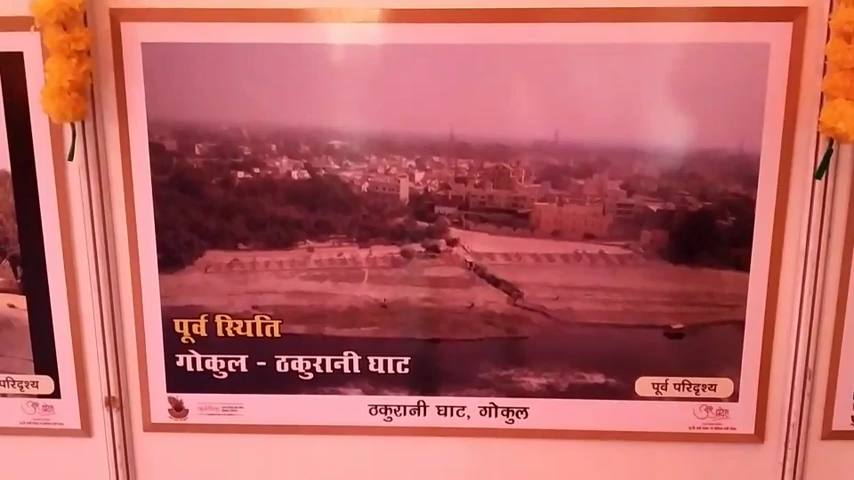 पूर्व स्थिति
गोकुल - ठकुरानी घाट
पूर्व परिदृश्य
ठकुरानी घाट, गोकुल
परिदृश्य